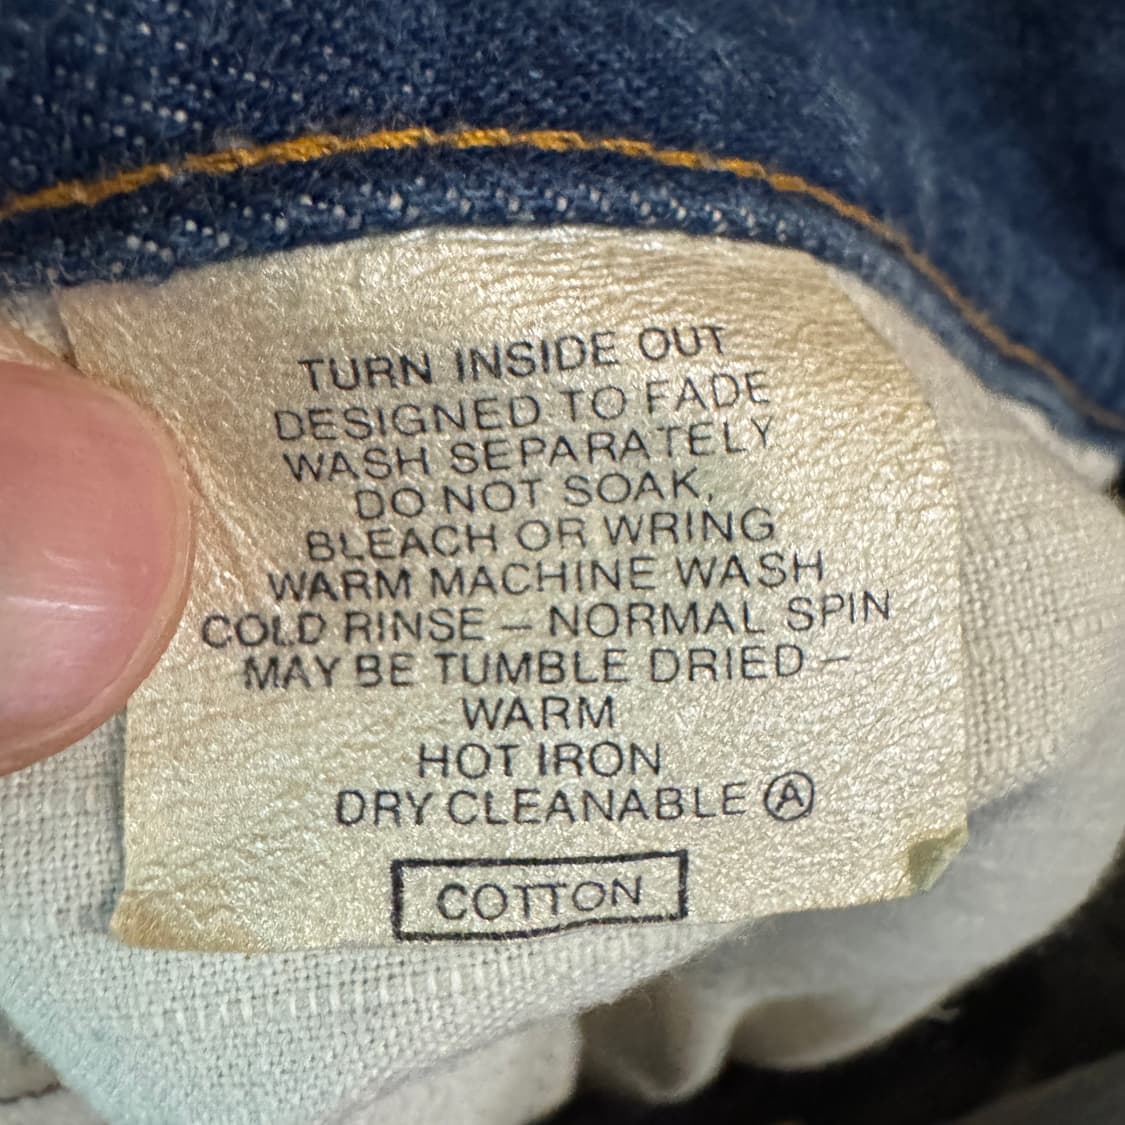 TURN INSIDE OUT
DESIGNED TO FADE
WASH SEPARATELY
DO NOT SOAK,
BLEACH OR WRING
WARM MACHINE WASH
COLD RINSE – NORMAL SPIN
MAY BE TUMBLE DRIED –
WARM
HOT IRON
DRY CLEANABLE Ⓐ
COTTON